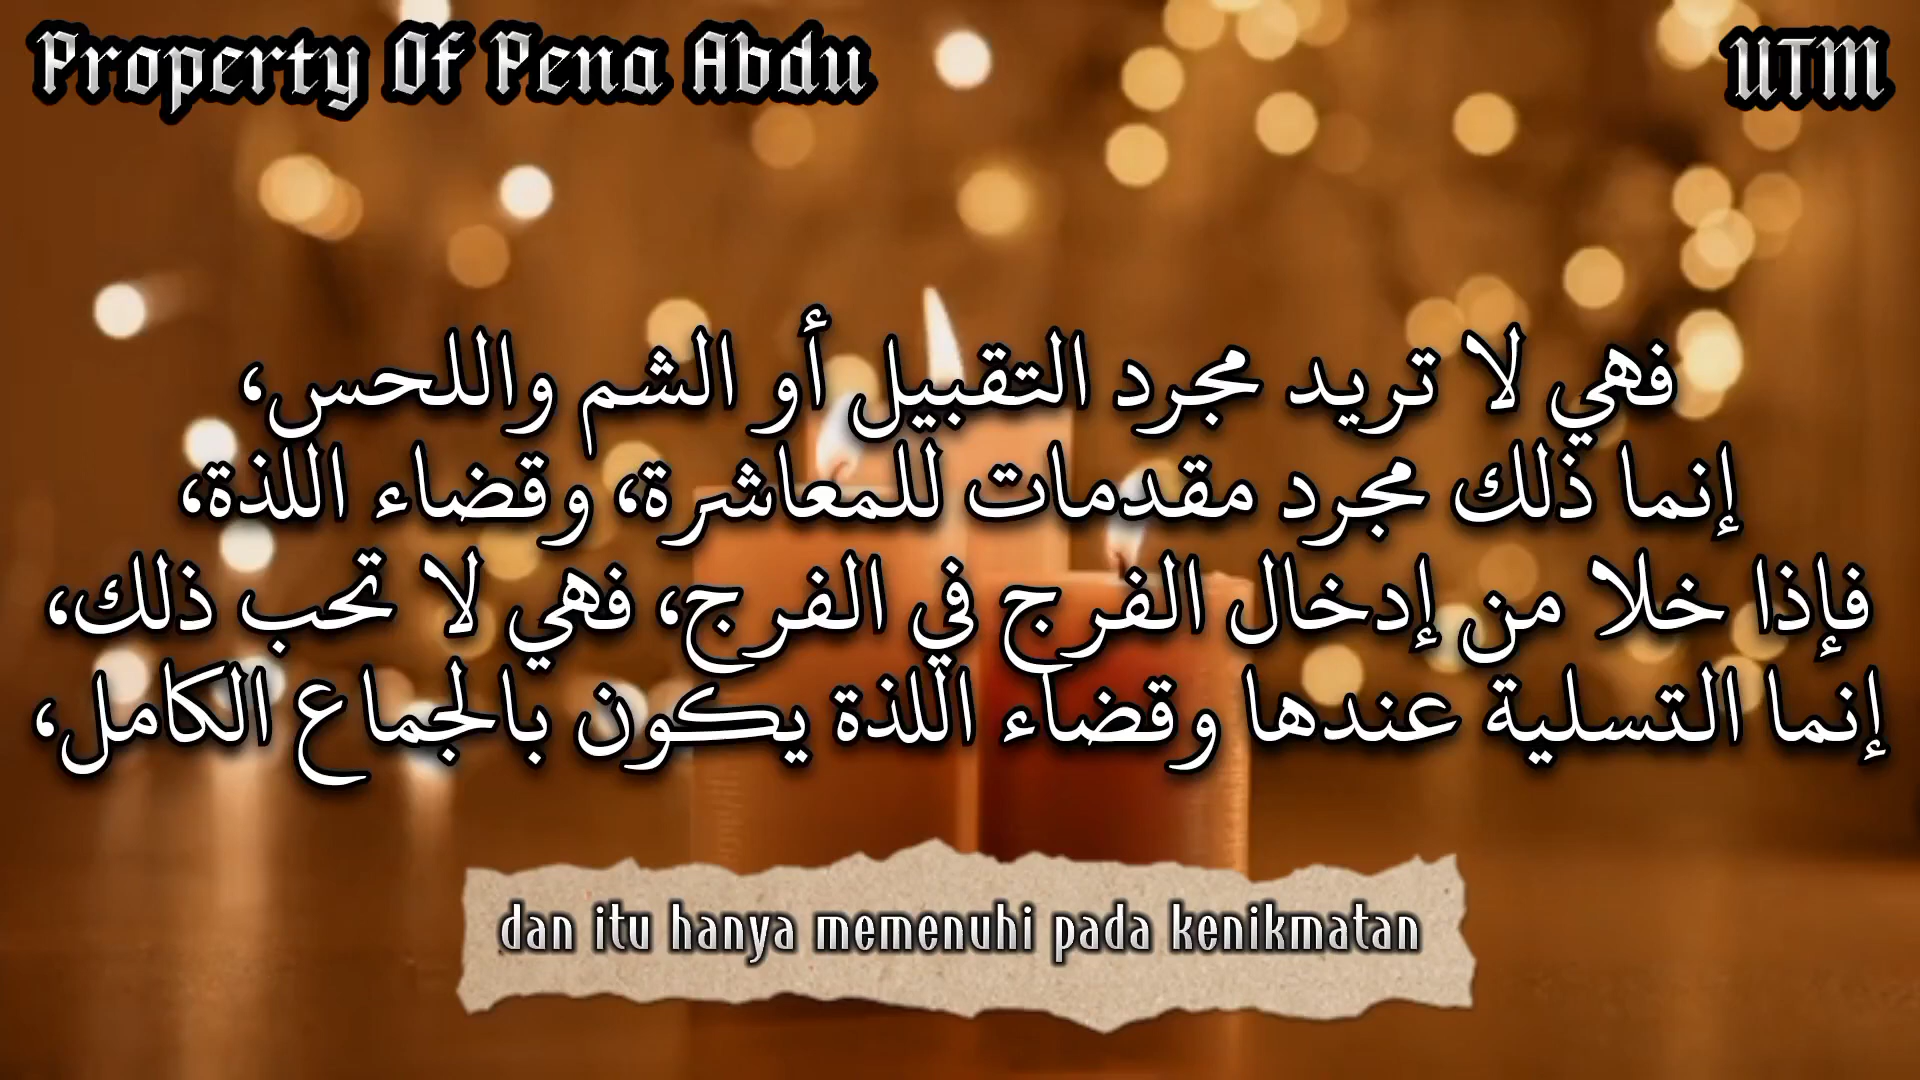 Property Of Pena Abdu
UTM
فهي لا تريد مجرد التقبيل أو الشم واللحس،
إنما ذلك مجرد مقدمات للمعاشرة، وقضاء اللذة،
فإذا خلا من إدخال الفرج في الفرج، فهي لا تحب ذلك،
إنما التسلية عندها وقضاء اللذة يكون بالجماع الكامل،
dan itu hanya memenuhi pada kenikmatan